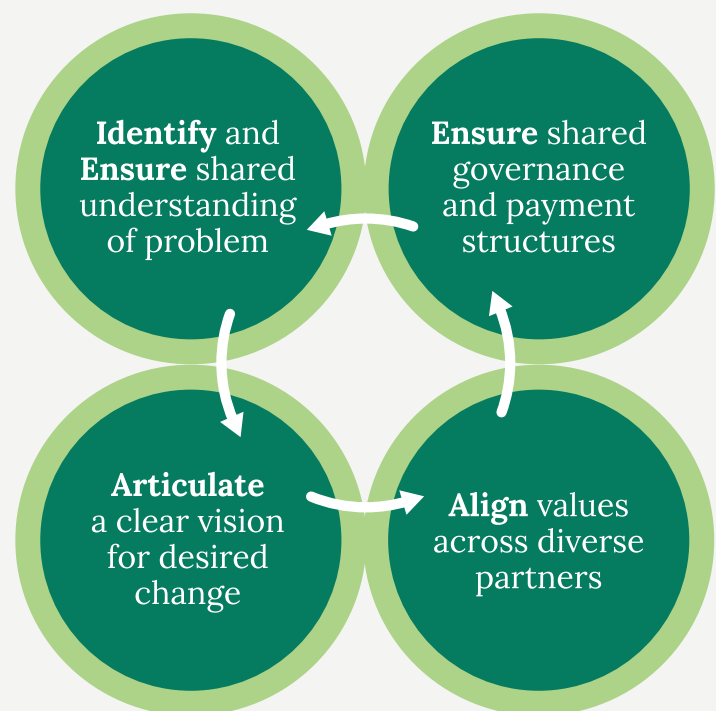 Identify and
Ensure shared
understanding
of problem
Ensure shared
governance
and payment
structures
Articulate
a clear vision
for desired
change
Align values
across diverse
partners